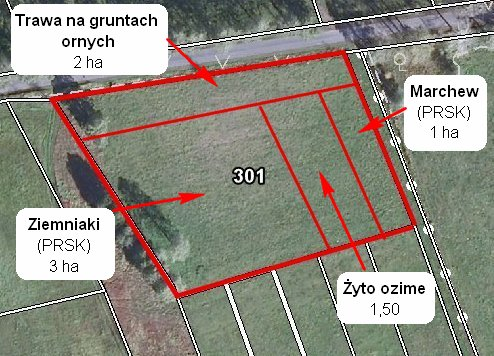 Trawa na gruntach
ornych
2 ha
Marchew
(PRSK)
1 ha
301
Ziemniaki
(PRSK)
3 ha
Żyto ozime
1,50